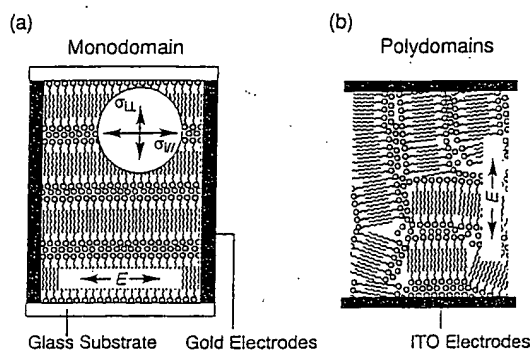 (a)
Monodomain
σ⊥
σ//
E
Glass Substrate
Gold Electrodes
(b)
Polydomains
E
ITO Electrodes